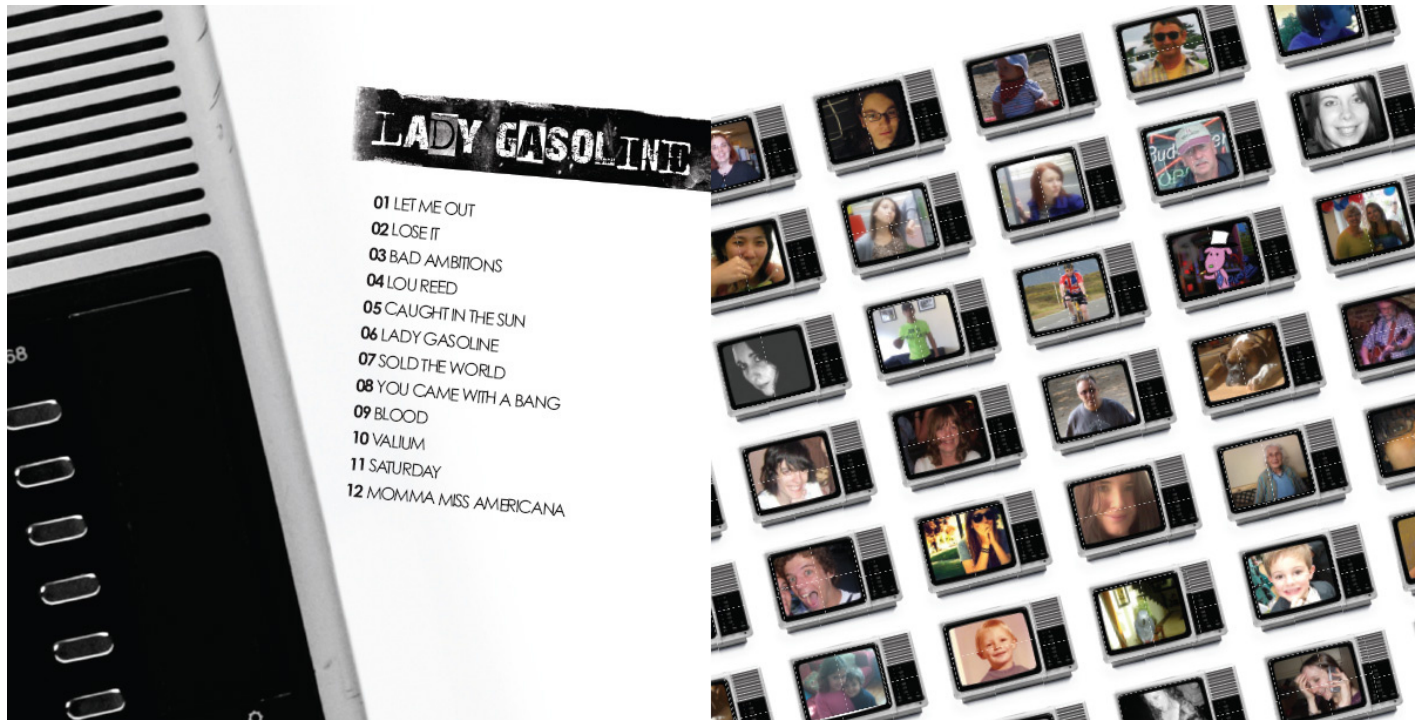 LADY GASOLINE
01 LET ME OUT
02 LOSE IT
03 BAD AMBITIONS
04 LOU REED
05 CAUGHT IN THE SUN
06 LADY GASOLINE
07 SOLD THE WORLD
08 YOU CAME WITH A BANG
09 BLOOD
10 VALIUM
11 SATURDAY
12 MOMMA MISS AMERICANA
68